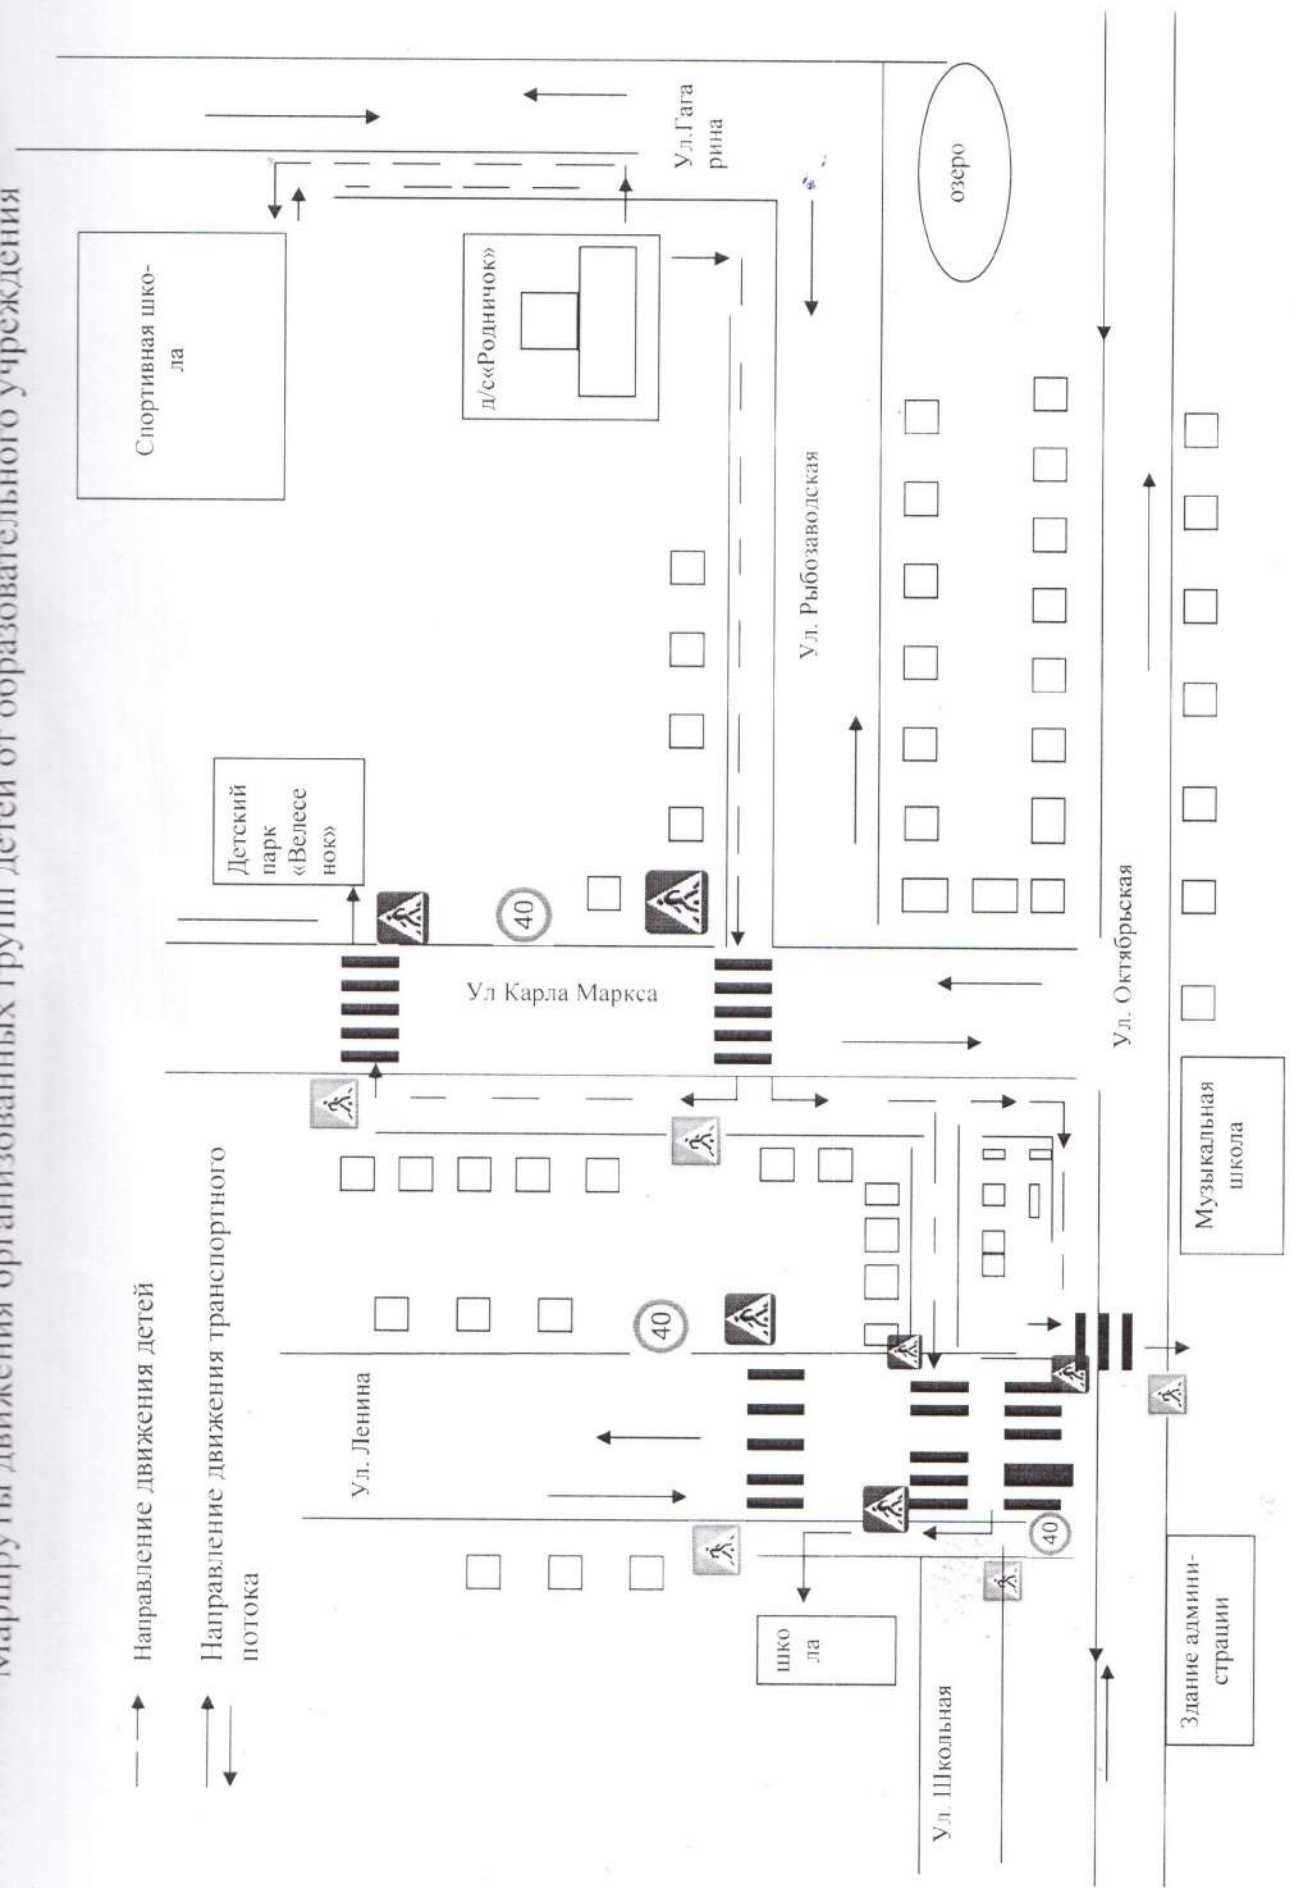 Маршруты движения организованных групп детей от образовательного учреждения
Направление движения детей
Направление движения транспортного
потока
Спортивная шко-
ла
Детский
парк
«Велесе
нок»
д/с«Родничок»
Ул.Гага
рина
Ул. Ленина
40
Ул Карла Маркса
40
шко
ла
Ул. Рыбозаводская
озеро
Ул. Школьная
40
Ул. Октябрьская
Здание админи-
страции
Музыкальная
школа